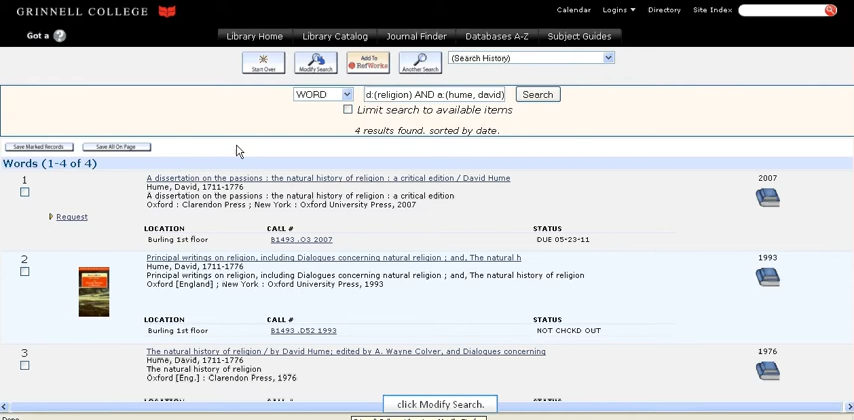 GRINNELL COLLEGE
Calendar Logins Directory Site Index
Got a ?
Library Home Library Catalog Journal Finder Databases A-Z Subject Guides
Start Over Modify Search Add To RefWorks Another Search (Search History)
WORD d:(religion) AND a:(hume, david) Search
Limit search to available items
4 results found. sorted by date.
Save Marked Records Save All On Page
Words (1-4 of 4)
1 A dissertation on the passions : the natural history of religion : a critical edition / David Hume 2007
Hume, David, 1711-1776
A dissertation on the passions : the natural history of religion : a critical edition
Oxford : Clarendon Press ; New York : Oxford University Press, 2007
Request
LOCATION CALL # STATUS
Burling 1st floor B1493 .O3 2007 DUE 05-23-11
2 Principal writings on religion, including Dialogues concerning natural religion ; and, The natural h 1993
Hume, David, 1711-1776
Principal writings on religion, including Dialogues concerning natural religion ; and, The natural history of religion
Oxford [England] ; New York : Oxford University Press, 1993
LOCATION CALL # STATUS
Burling 1st floor B1493 .D52 1993 NOT CHCKD OUT
3 The natural history of religion / by David Hume; edited by A. Wayne Colver, and Dialogues concerning 1976
Hume, David, 1711-1776
The natural history of religion
Oxford [Eng.] : Clarendon Press, 1976
click Modify Search.